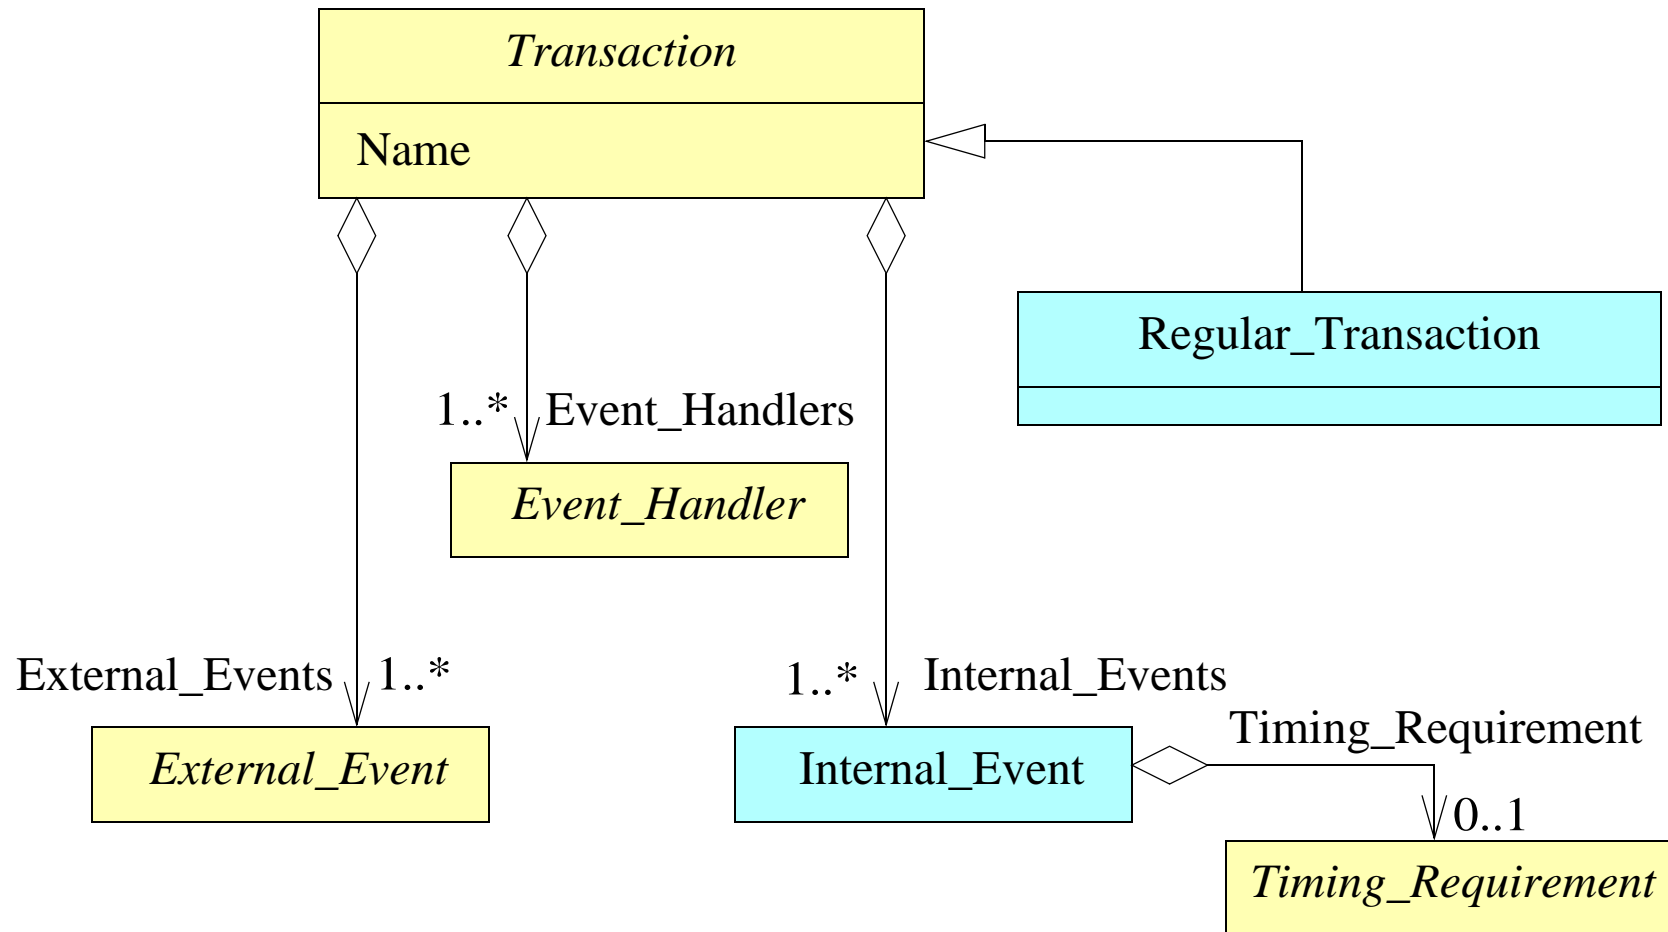 Transaction
Name
Regular_Transaction
1..* Event_Handlers
Event_Handler
External_Events 1..*
1..* Internal_Events
External_Event
Internal_Event
Timing_Requirement
0..1
Timing_Requirement